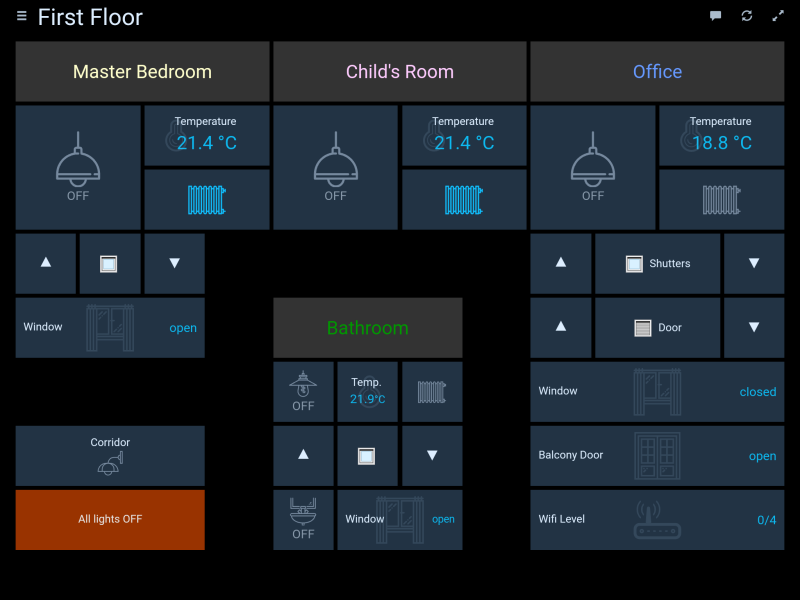 First Floor
Master Bedroom
Child's Room
Office
OFF
Temperature
21.4 °C
OFF
Temperature
21.4 °C
OFF
Temperature
18.8 °C
Shutters
Window
open
Bathroom
Door
OFF
Temp.
21.9°C
Window
closed
Corridor
Balcony Door
open
All lights OFF
OFF
Window
open
Wifi Level
0/4